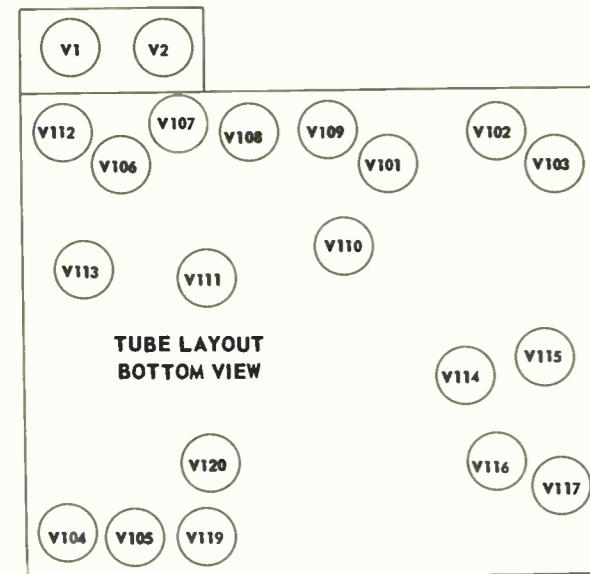 V1 V2
V112 V107 V108 V109 V102
V106 V101 V103
V110
V113 V111
TUBE LAYOUT
BOTTOM VIEW
V115
V114
V120 V116
V117
V104 V105 V119